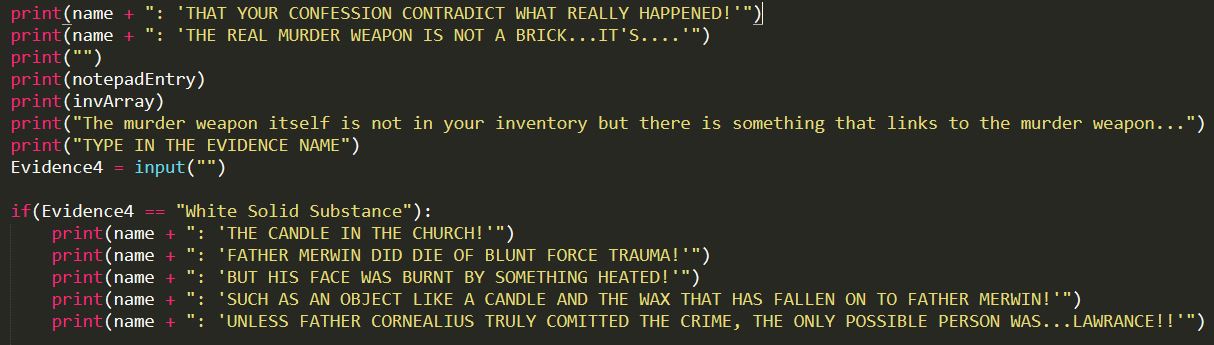 print(name + ": 'THAT YOUR CONFESSION CONTRADICT WHAT REALLY HAPPENED!'")
print(name + ": 'THE REAL MURDER WEAPON IS NOT A BRICK...IT'S....'")
print("")
print(notepadEntry)
print(invArray)
print("The murder weapon itself is not in your inventory but there is something that links to the murder weapon...")
print("TYPE IN THE EVIDENCE NAME")
Evidence4 = input("")
if(Evidence4 == "White Solid Substance"):
print(name + ": 'THE CANDLE IN THE CHURCH!'")
print(name + ": 'FATHER MERWIN DID DIE OF BLUNT FORCE TRAUMA!'")
print(name + ": 'BUT HIS FACE WAS BURNT BY SOMETHING HEATED!'")
print(name + ": 'SUCH AS AN OBJECT LIKE A CANDLE AND THE WAX THAT HAS FALLEN ON TO FATHER MERWIN!'")
print(name + ": 'UNLESS FATHER CORNEALIUS TRULY COMITTED THE CRIME, THE ONLY POSSIBLE PERSON WAS...LAWRANCE!!'")